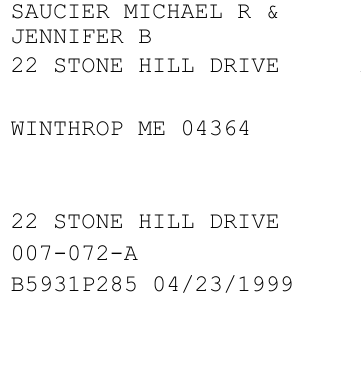 SAUCIER MICHAEL R &
JENNIFER B
22 STONE HILL DRIVE
WINTHROP ME 04364
22 STONE HILL DRIVE
007-072-A
B5931P285 04/23/1999